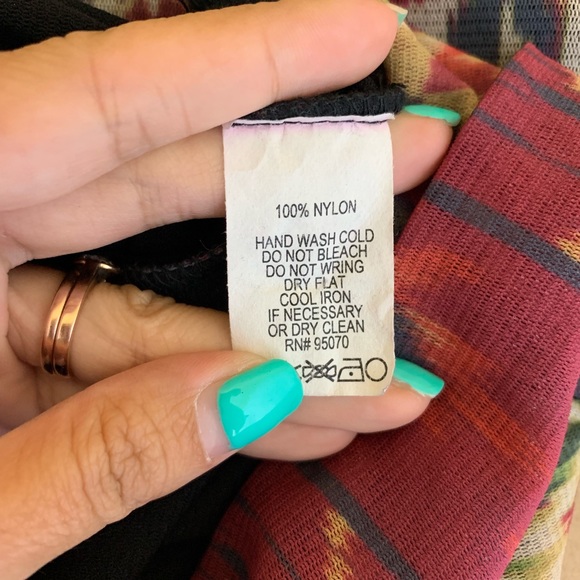 100% NYLON
HAND WASH COLD
DO NOT BLEACH
DO NOT WRING
DRY FLAT
COOL IRON
IF NECESSARY
OR DRY CLEAN
RN# 95070